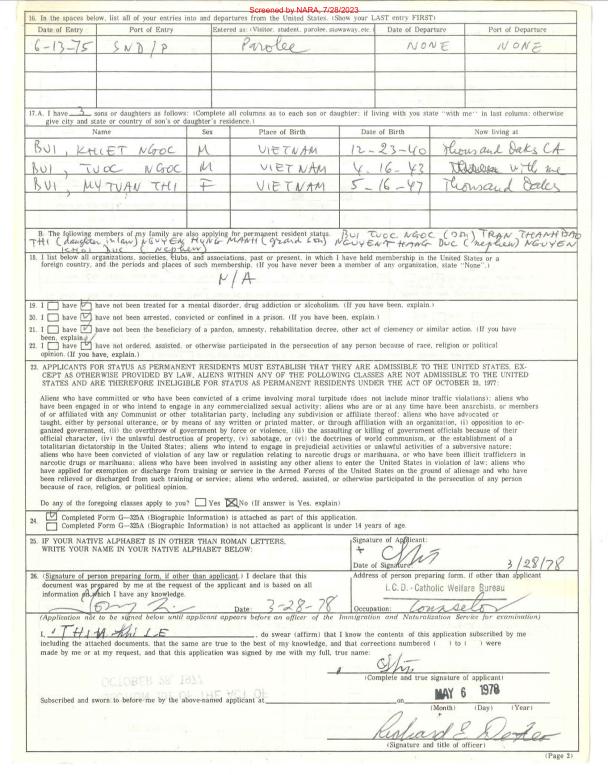 Screened by NARA, 7/28/2023
16. In the spaces below, list all of your entries into and departures from the United States. (Show your LAST entry FIRST)
Date of Entry Port of Entry Entered as: (Visitor, student, parolee, stowaway, etc.) Date of Departure Port of Departure
6-13-75 SND/P Parolee NONE NONE
17.A. I have 3 sons or daughters as follows: (Complete all columns as to each son or daughter; if living with you state "with me" in last column; otherwise
give city and state or country of son's or daughter's residence.)
Name Sex Place of Birth Date of Birth Now living at
BUI, KHIET NGOC M VIETNAM 12-23-40 Thousand Oaks CA
BUI, TUOC NGOC M VIETNAM 4.16-43 with me
BUI, MY TUAN THI F VIETNAM 5-16-47 Thousand Oaks
B. The following members of my family are also applying for permanent resident status. BUI TUOC NGOC (son) TRAN THANH DAO
THI (daughter in law) NGUYEN HUNG MANH (grand son) NGUYEN THANG DUC (nephew) NGUYEN
KHOI DUC (nephew)
18. I list below all organizations, societies, clubs, and associations, past or present, in which I have held membership in the United States or a
foreign country, and the periods and places of such membership. (If you have never been a member of any organization, state "None".)
N/A
19. I have have not been treated for a mental disorder, drug addiction or alcoholism. (If you have been, explain.)
20. I have have not been arrested, convicted or confined in a prison. (If you have been, explain.)
21. I have have not been the beneficiary of a pardon, amnesty, rehabilitation decree, other act of clemency or similar action. (If you have
been, explain.)
22. I have have not ordered, assisted, or otherwise participated in the persecution of any person because of race, religion or political
opinion. (If you have, explain.)
23. APPLICANTS FOR STATUS AS PERMANENT RESIDENTS MUST ESTABLISH THAT THEY ARE ADMISSIBLE TO THE UNITED STATES. EX-
CEPT AS OTHERWISE PROVIDED BY LAW, ALIENS WITHIN ANY OF THE FOLLOWING CLASSES ARE NOT ADMISSIBLE TO THE UNITED
STATES AND ARE THEREFORE INELIGIBLE FOR STATUS AS PERMANENT RESIDENTS UNDER THE ACT OF OCTOBER 28, 1977:
Aliens who have committed or who have been convicted of a crime involving moral turpitude (does not include minor traffic violations); aliens who
have been engaged in or who intend to engage in any commercialized sexual activity; aliens who are or at any time have been anarchists, or members
of or affiliated with any Communist or other totalitarian party, including any subdivision or affiliate thereof; aliens who have advocated or
taught, either by personal utterance, or by means of any written or printed matter, or through affiliation with an organization, (i) opposition to or-
ganized government, (ii) the overthrow of government by force or violence, (iii) the assaulting or killing of government officials because of their
official character, (iv) the unlawful destruction of property, (v) sabotage, or (vi) the doctrines of world communism, or the establishment of a
totalitarian dictatorship in the United States; aliens who intend to engage in prejudicial activities or unlawful activities of a subversive nature;
aliens who have been convicted of violation of any law or regulation relating to narcotic drugs or marihuana, or who have been illicit traffickers in
narcotic drugs or marihuana; aliens who have been involved in assisting any other aliens to enter the United States in violation of law; aliens who
have applied for exemption or discharge from training or service in the Armed Forces of the United States on the ground of alienage and who have
been relieved or discharged from such training or service; aliens who ordered, assisted, or otherwise participated in the persecution of any person
because of race, religion, or political opinion.
Do any of the foregoing classes apply to you? Yes No (If answer is Yes, explain)
24. Completed Form G-325A (Biographic Information) is attached as part of this application.
Completed Form G-325A (Biographic Information) is not attached as applicant is under 14 years of age.
25. IF YOUR NATIVE ALPHABET IS IN OTHER THAN ROMAN LETTERS,
WRITE YOUR NAME IN YOUR NATIVE ALPHABET BELOW:
Signature of Applicant:
Date of Signature: 3/28/78
26. (Signature of person preparing form, if other than applicant.) I declare that this
document was prepared by me at the request of the applicant and is based on all
information on which I have any knowledge.
Date: 3-28-78
Address of person preparing form, if other than applicant
I.C.D. - Catholic Welfare Bureau
Occupation: Counselor
(Application not to be signed below until applicant appears before an officer of the Immigration and Naturalization Service for examination)
I, THIN KHI LE, do swear (affirm) that I know the contents of this application subscribed by me
including the attached documents, that the same are true to the best of my knowledge, and that corrections numbered ( ) to ( ) were
made by me or at my request, and that this application was signed by me with my full, true name:
(Complete and true signature of applicant)
Subscribed and sworn to before me by the above-named applicant at on MAY 6 1978
(Month) (Day) (Year)
Richard E. Dexter
(Signature and title of officer)
(Page 2)